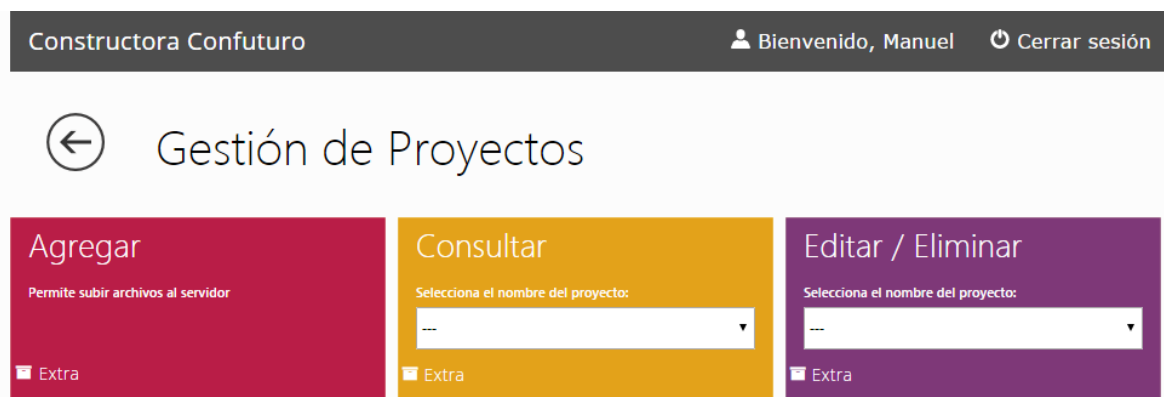 Constructora Confuturo
Bienvenido, Manuel
Cerrar sesión
Gestión de Proyectos
Agregar
Permite subir archivos al servidor
Extra
Consultar
Selecciona el nombre del proyecto:
---
Extra
Editar / Eliminar
Selecciona el nombre del proyecto:
---
Extra